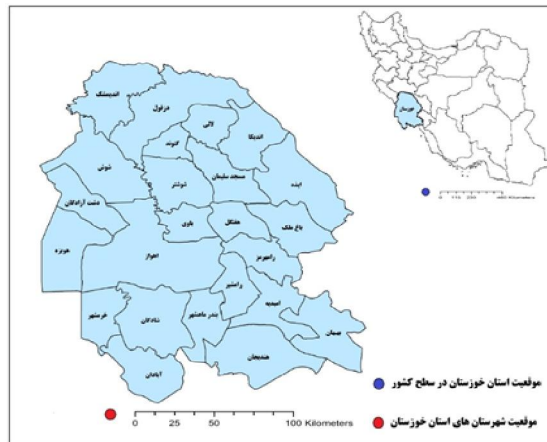 اندیمشک
دزفول
لالی
اندیکا
گتوند
شوش
مسجد سلیمان
ایذه
شوشتر
دشت آزادگان
باوی
هفتگل
باغ ملک
هویزه
اهواز
رامهرمز
رامشیر
امیدیه
خرمشهر
شادگان
بندر ماهشهر
بهبهان
هندیجان
آبادان
خوزستان
موقعیت استان خوزستان در سطح کشور
0 25 50 100 Kilometers
موقعیت شهرستان های استان خوزستان